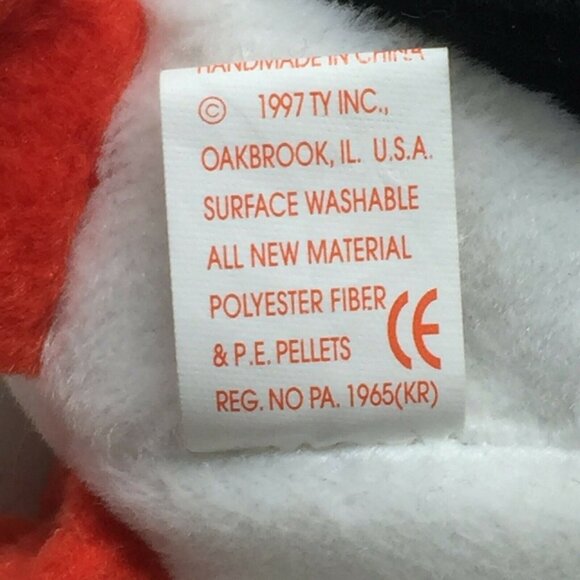 HANDMADE IN CHINA
© 1997 TY INC.,
OAKBROOK, IL. U.S.A.
SURFACE WASHABLE
ALL NEW MATERIAL
POLYESTER FIBER
& P.E. PELLETS
CE
REG. NO PA. 1965(KR)